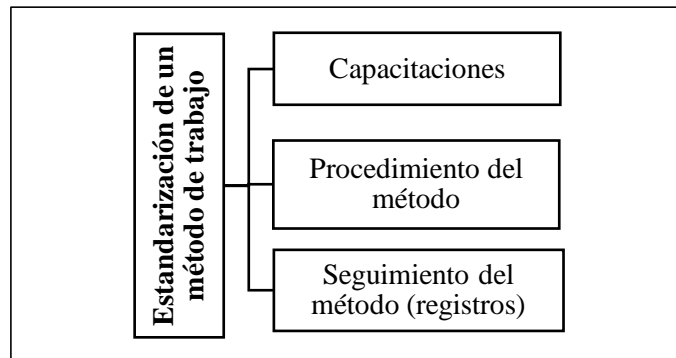 Estandarización de un
método de trabajo
Capacitaciones
Procedimiento del
método
Seguimiento del
método (registros)